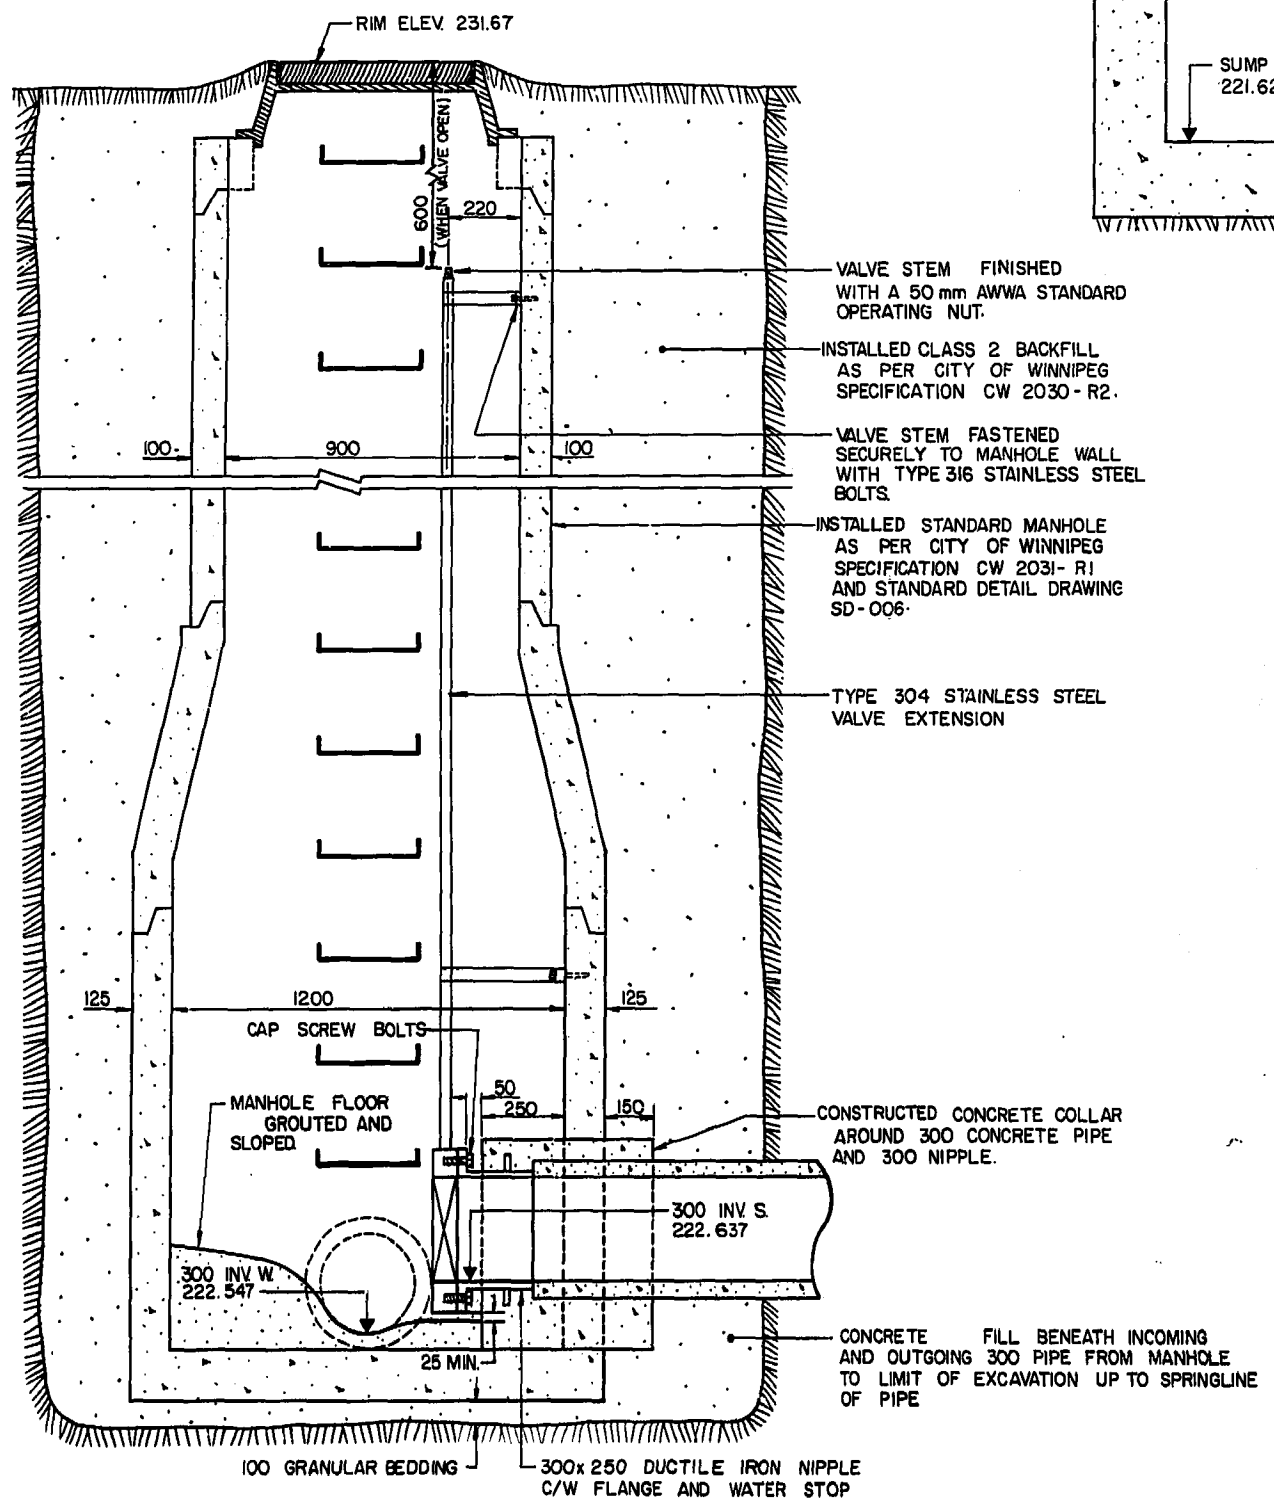 RIM ELEV. 231.67
SUMP
221.62
600
(WHEN VALVE OPEN)
220
VALVE STEM FINISHED
WITH A 50 mm AWWA STANDARD
OPERATING NUT.
INSTALLED CLASS 2 BACKFILL
AS PER CITY OF WINNIPEG
SPECIFICATION CW 2030-R2.
100
900
100
VALVE STEM FASTENED
SECURELY TO MANHOLE WALL
WITH TYPE 316 STAINLESS STEEL
BOLTS.
INSTALLED STANDARD MANHOLE
AS PER CITY OF WINNIPEG
SPECIFICATION CW 2031-R1
AND STANDARD DETAIL DRAWING
SD-006.
TYPE 304 STAINLESS STEEL
VALVE EXTENSION
125
1200
125
CAP SCREW BOLTS
50
250
150
MANHOLE FLOOR
GROUTED AND
SLOPED.
CONSTRUCTED CONCRETE COLLAR
AROUND 300 CONCRETE PIPE
AND 300 NIPPLE.
300 INV. S.
222.637
300 INV. W.
222.547
25 MIN.
CONCRETE FILL BENEATH INCOMING
AND OUTGOING 300 PIPE FROM MANHOLE
TO LIMIT OF EXCAVATION UP TO SPRINGLINE
OF PIPE
100 GRANULAR BEDDING
300x250 DUCTILE IRON NIPPLE
C/W FLANGE AND WATER STOP